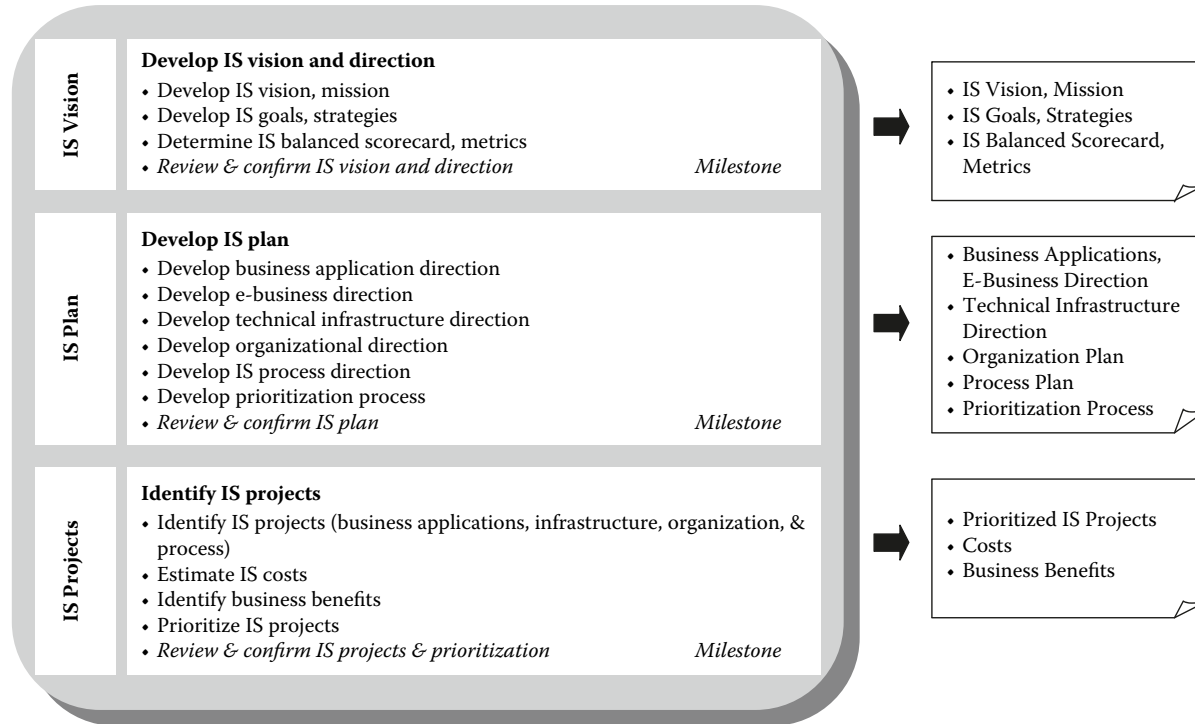 IS Vision
Develop IS vision and direction
• Develop IS vision, mission
• Develop IS goals, strategies
• Determine IS balanced scorecard, metrics
• Review & confirm IS vision and direction Milestone
• IS Vision, Mission
• IS Goals, Strategies
• IS Balanced Scorecard,
Metrics
IS Plan
Develop IS plan
• Develop business application direction
• Develop e-business direction
• Develop technical infrastructure direction
• Develop organizational direction
• Develop IS process direction
• Develop prioritization process
• Review & confirm IS plan Milestone
• Business Applications,
E-Business Direction
• Technical Infrastructure
Direction
• Organization Plan
• Process Plan
• Prioritization Process
IS Projects
Identify IS projects
• Identify IS projects (business applications, infrastructure, organization, &
process)
• Estimate IS costs
• Identify business benefits
• Prioritize IS projects
• Review & confirm IS projects & prioritization Milestone
• Prioritized IS Projects
• Costs
• Business Benefits